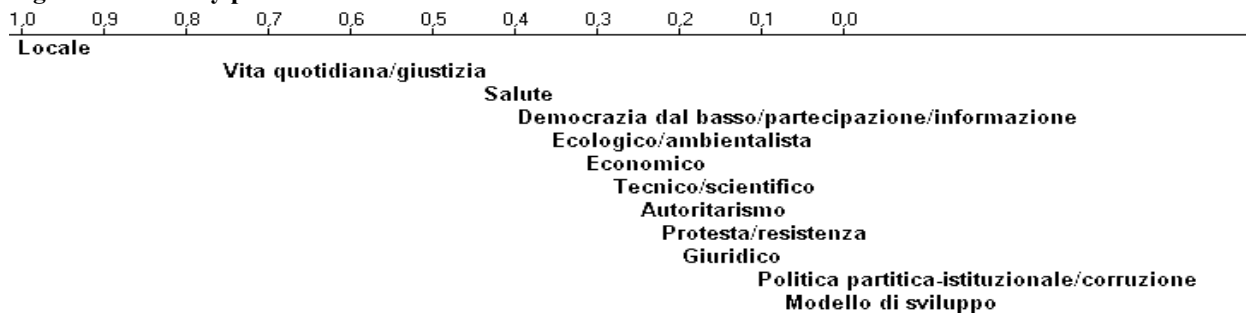 1,0 0,9 0,8 0,7 0,6 0,5 0,4 0,3 0,2 0,1 0,0
Locale
Vita quotidiana/giustizia
Salute
Democrazia dal basso/partecipazione/informazione
Ecologico/ambientalista
Economico
Tecnico/scientifico
Autoritarismo
Protesta/resistenza
Giuridico
Politica partitica-istituzionale/corruzione
Modello di sviluppo